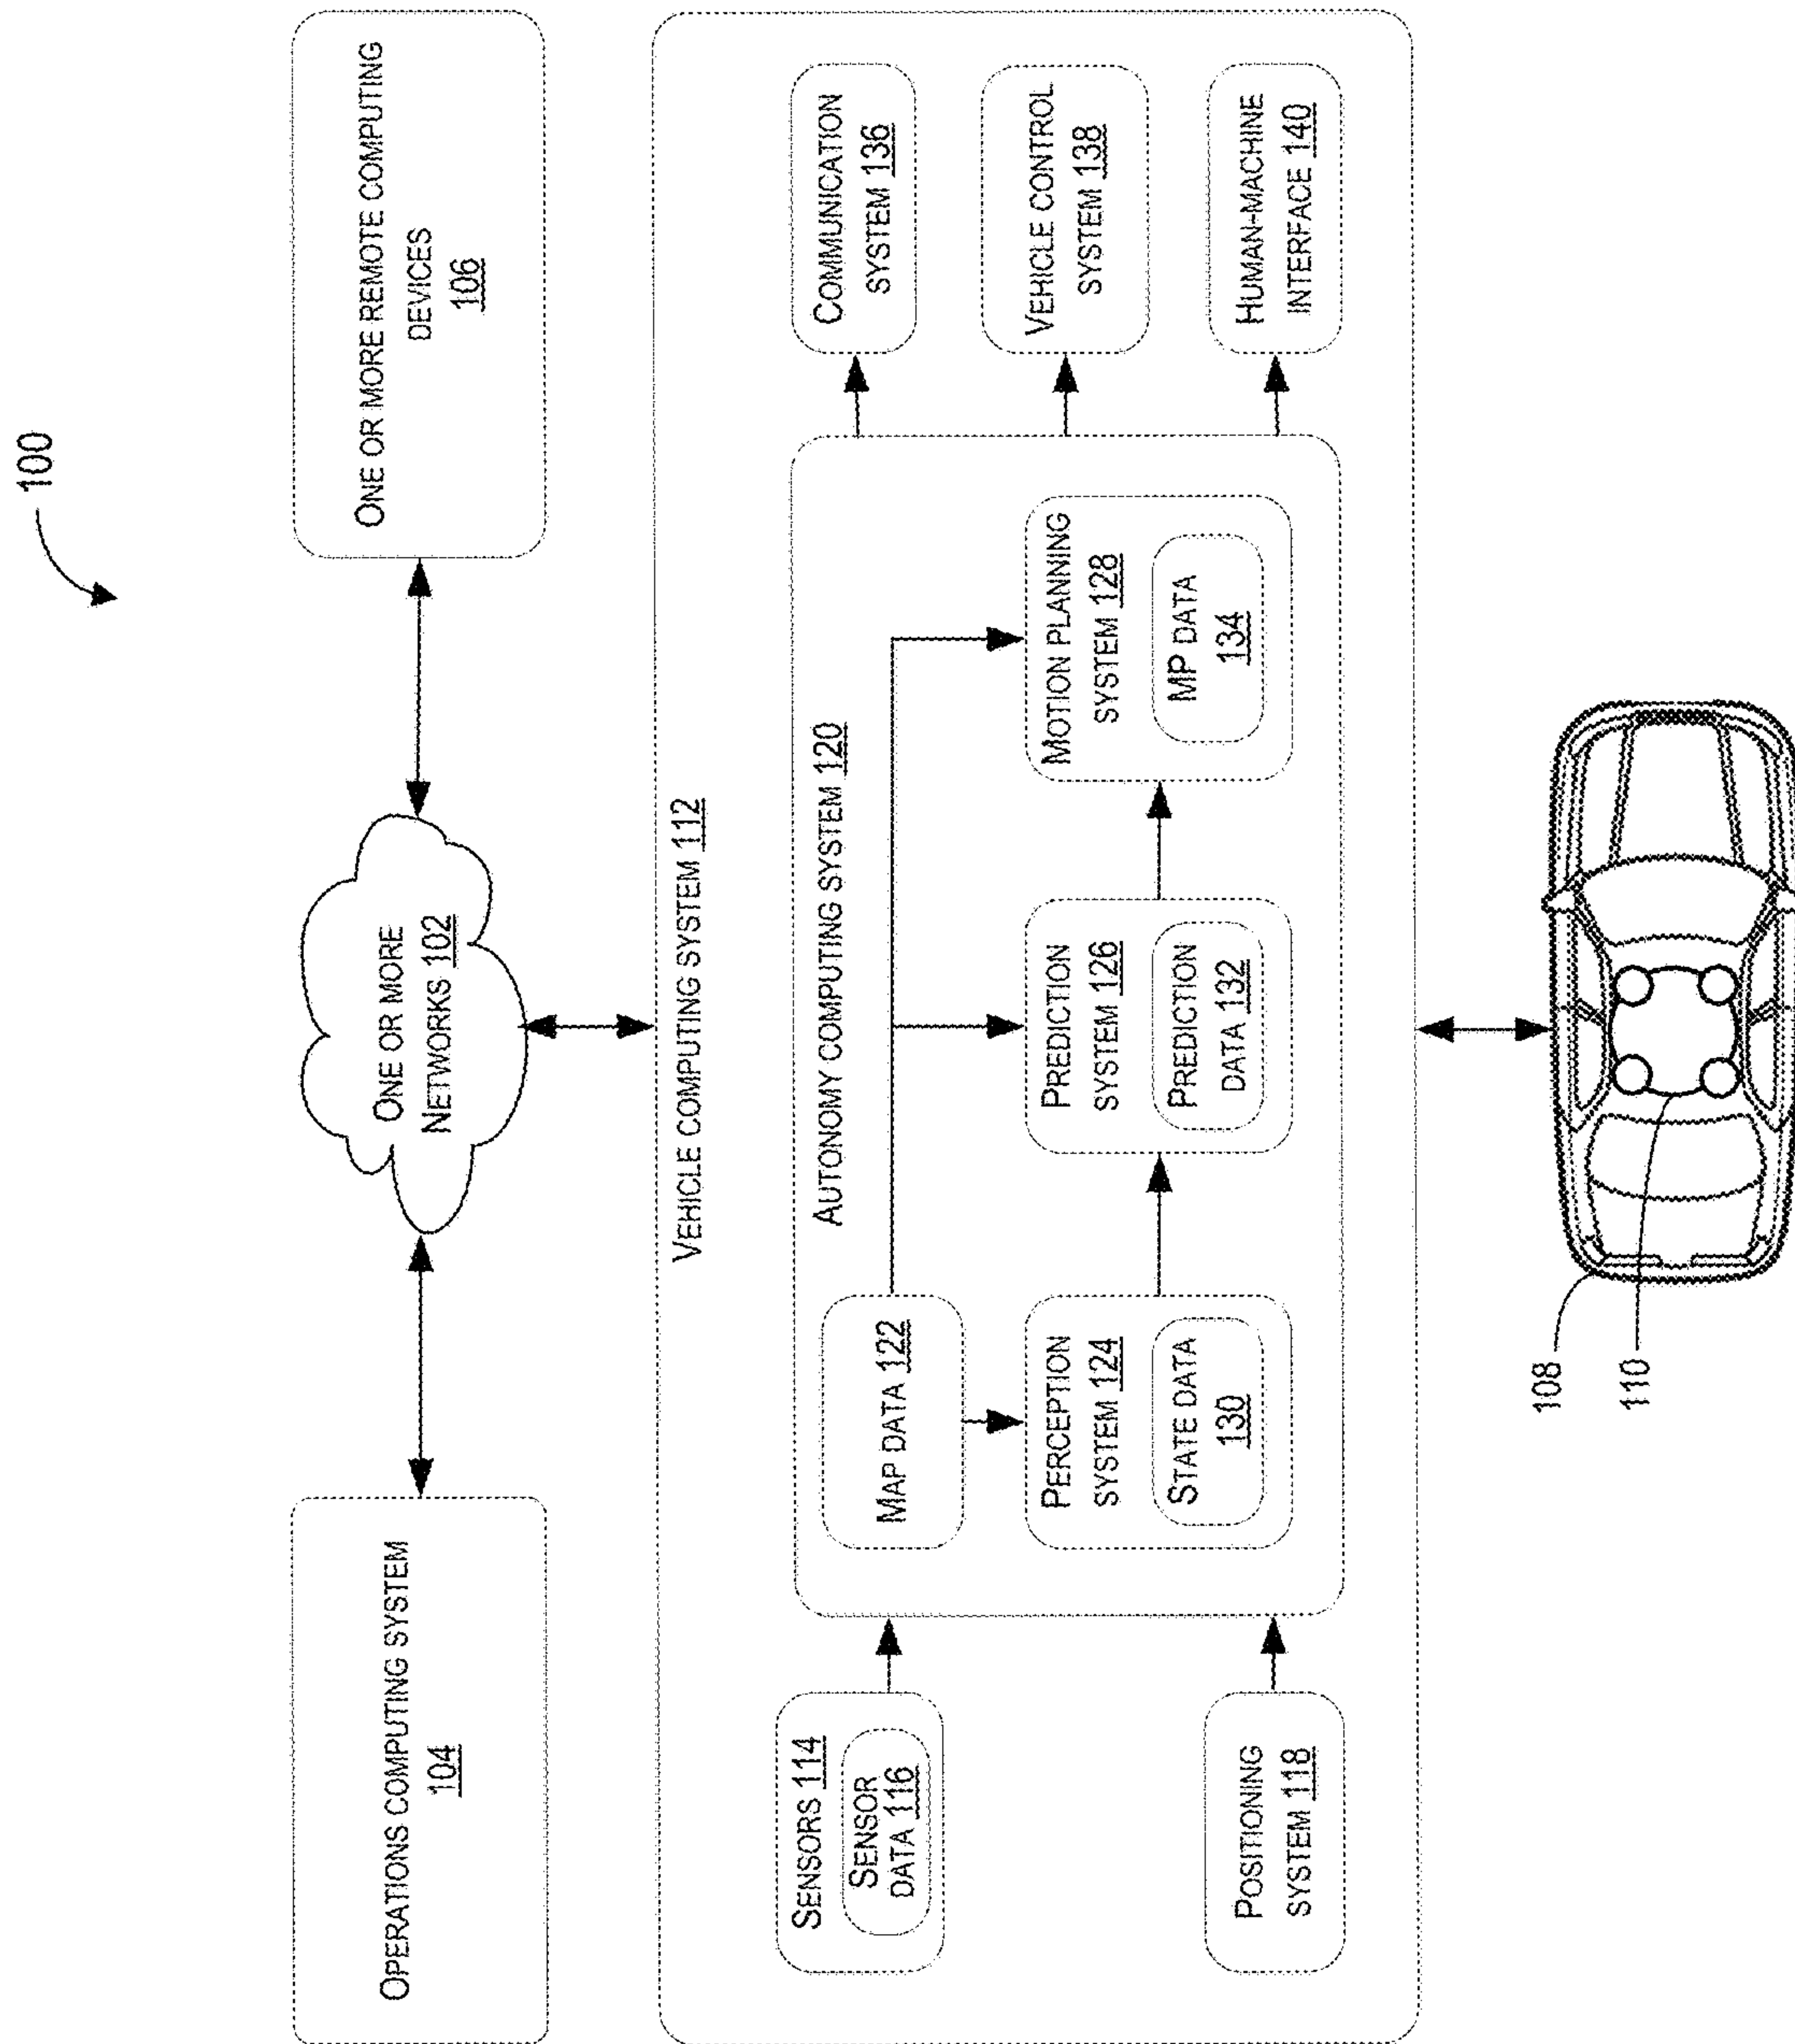 100
OPERATIONS COMPUTING SYSTEM
104
ONE OR MORE
NETWORKS 102
ONE OR MORE REMOTE COMPUTING
DEVICES
106
VEHICLE COMPUTING SYSTEM 112
SENSORS 114
SENSOR
DATA 116
POSITIONING
SYSTEM 118
AUTONOMY COMPUTING SYSTEM 120
MAP DATA 122
PERCEPTION
SYSTEM 124
STATE DATA
130
PREDICTION
SYSTEM 126
PREDICTION
DATA 132
MOTION PLANNING
SYSTEM 128
MP DATA
134
COMMUNICATION
SYSTEM 136
VEHICLE CONTROL
SYSTEM 138
HUMAN-MACHINE
INTERFACE 140
108
110